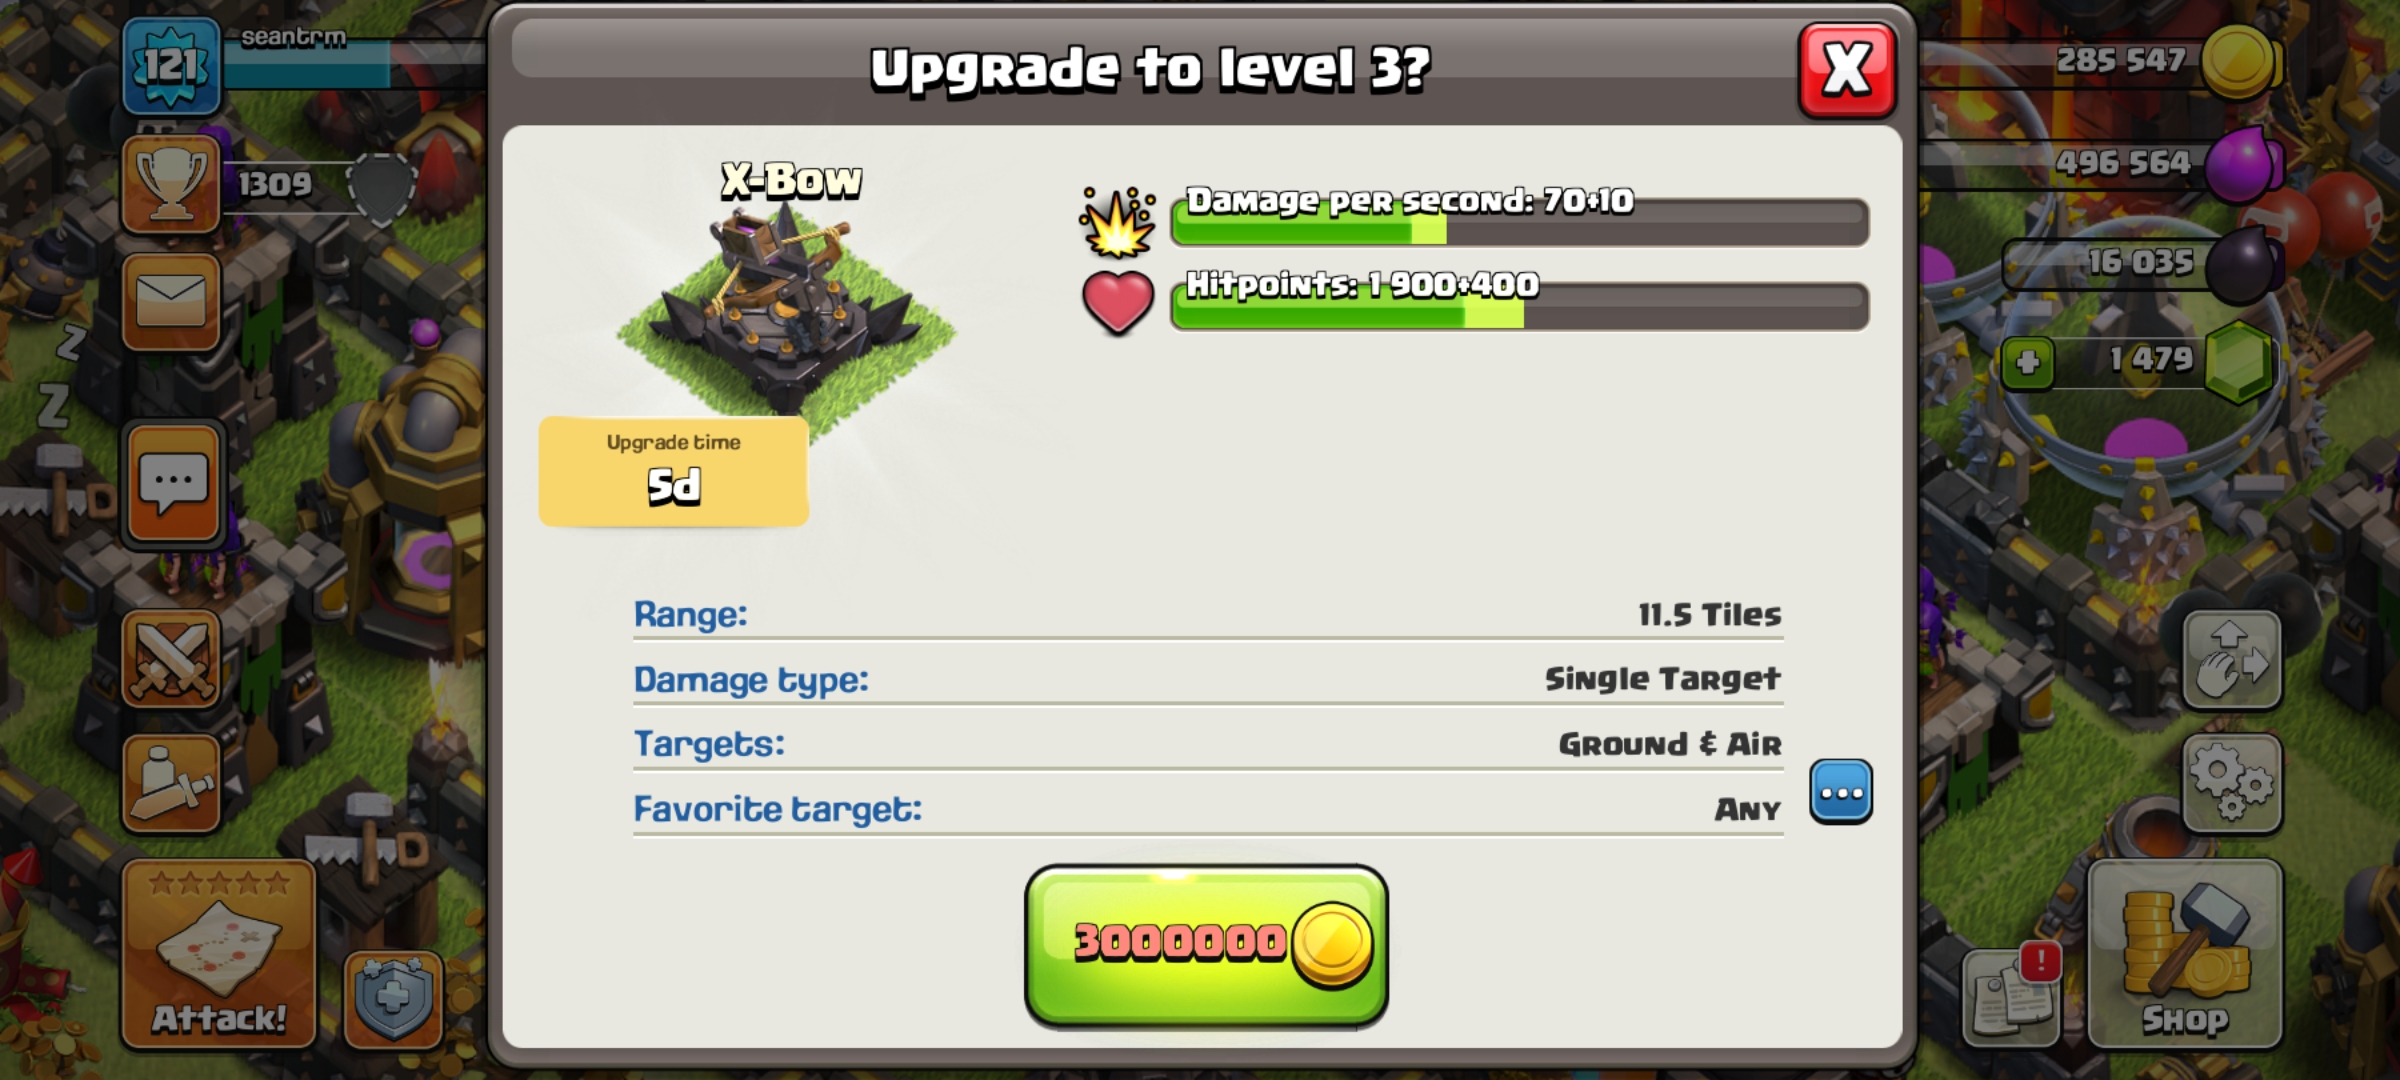 121
seantrm
Upgrade to level 3?
X
285 547
1309
X-Bow
Damage per second: 70+10
496 564
Hitpoints: 1 900+400
16 035
1 479
Upgrade time
5d
Range:
11.5 Tiles
Damage type:
Single Target
Targets:
Ground & Air
Favorite target:
Any
3000000
Attack!
!
Shop